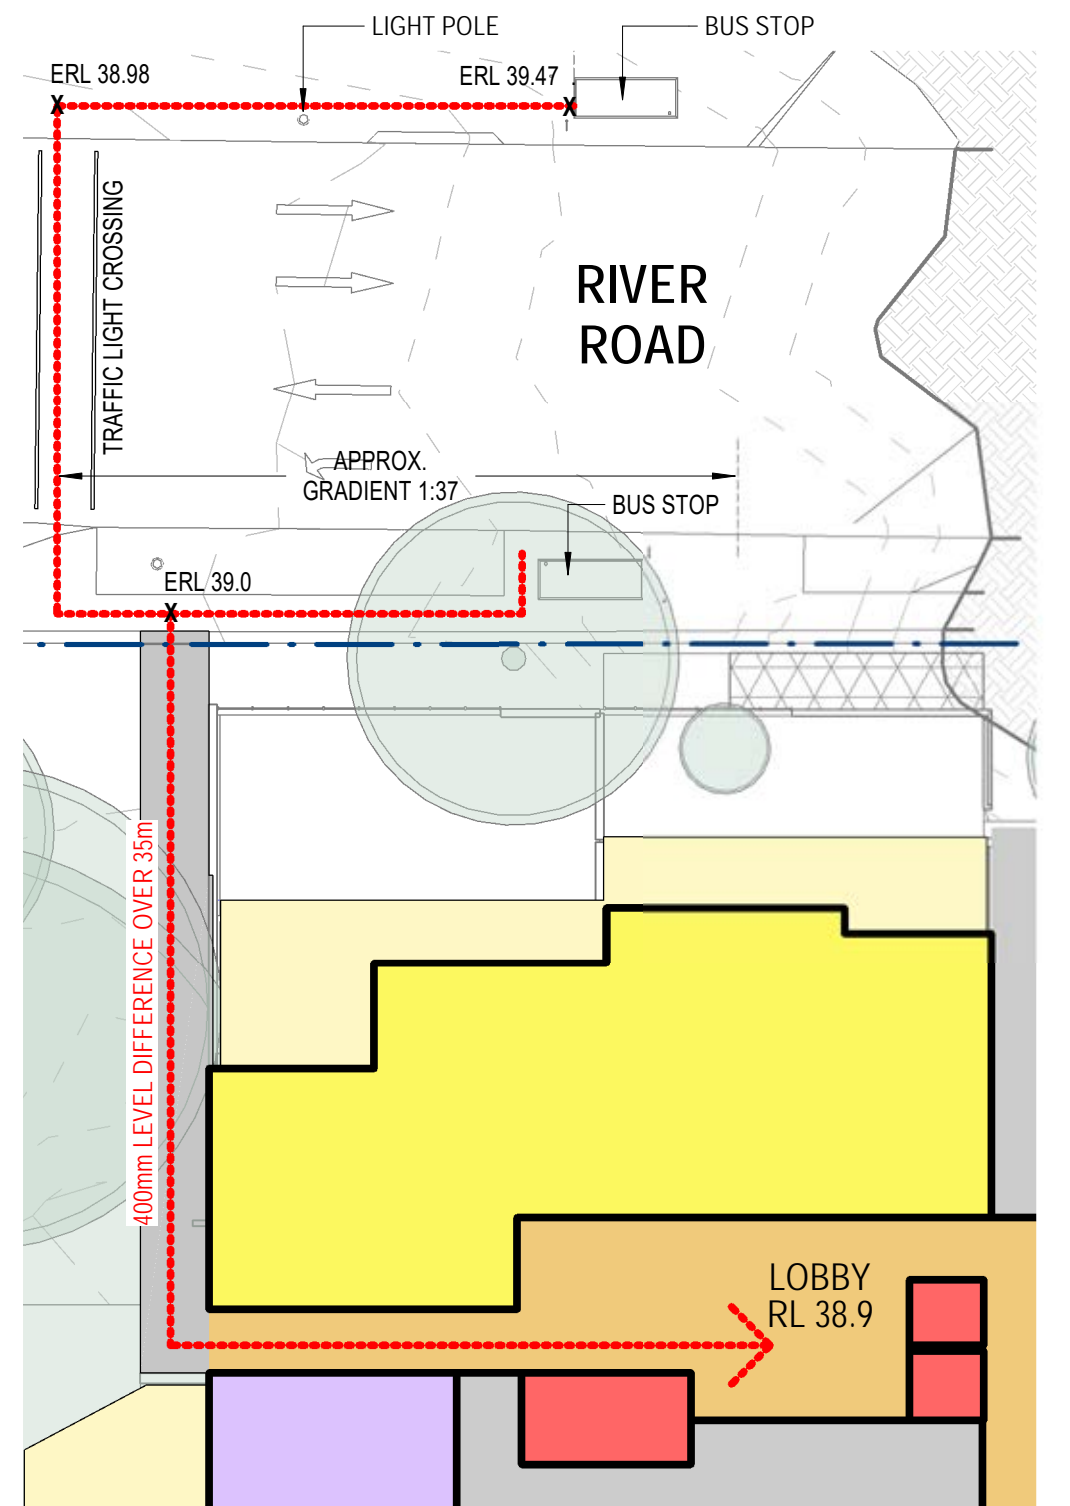 LIGHT POLE
BUS STOP
ERL 38.98
ERL 39.47
X
X
TRAFFIC LIGHT CROSSING
RIVER
ROAD
APPROX.
GRADIENT 1:37
BUS STOP
ERL 39.0
X
400mm LEVEL DIFFERENCE OVER 35m
LOBBY
RL 38.9